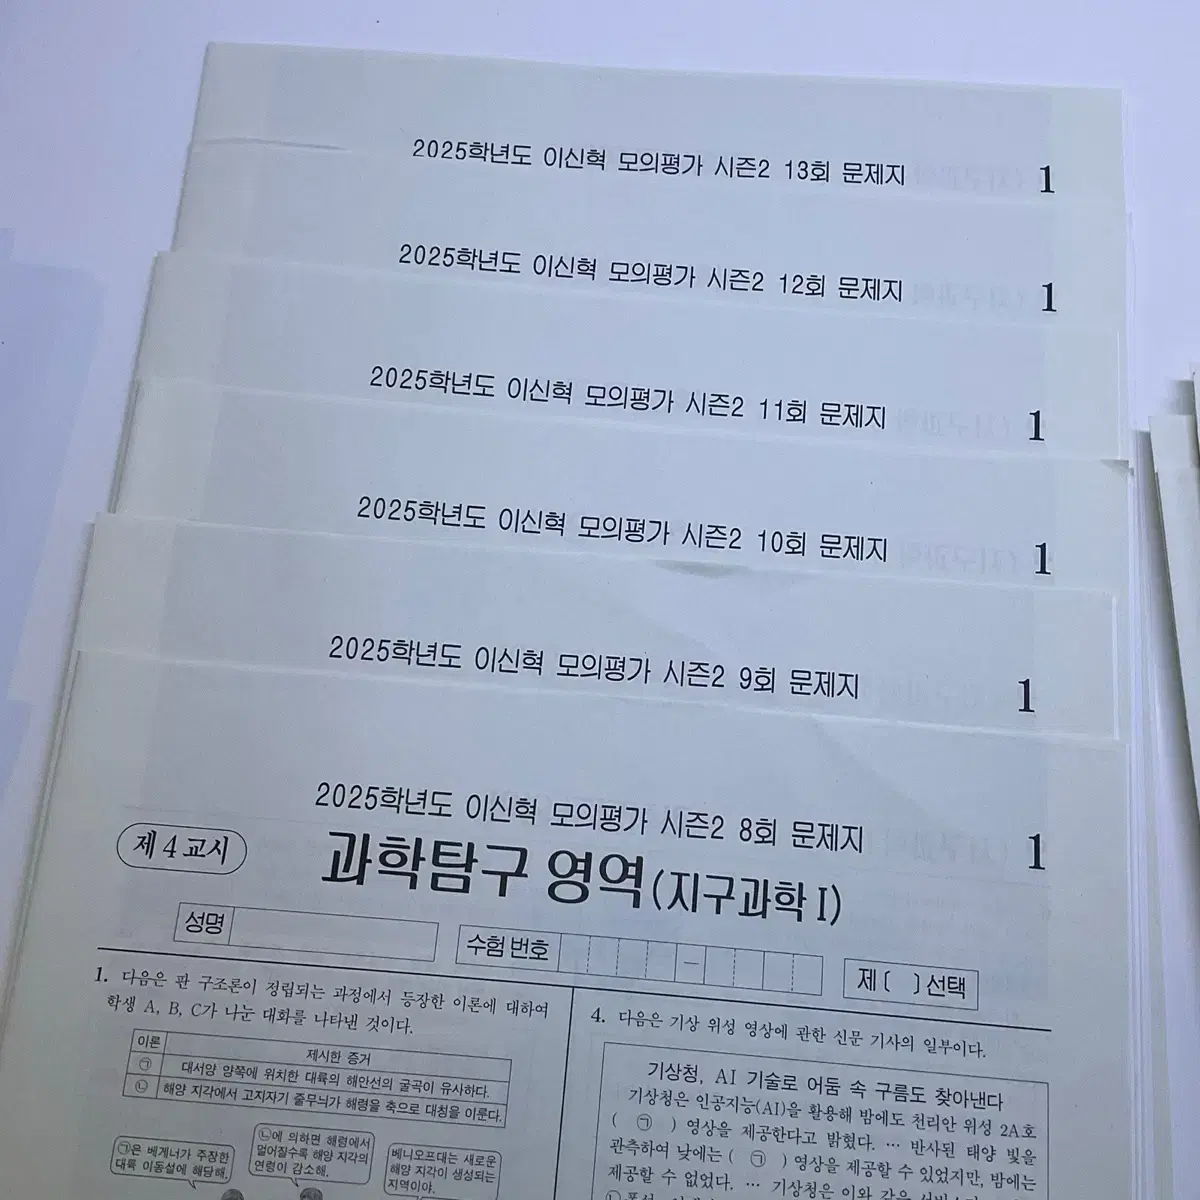 2025학년도 이신혁 모의평가 시즌2 13회 문제지 1
2025학년도 이신혁 모의평가 시즌2 12회 문제지 1
2025학년도 이신혁 모의평가 시즌2 11회 문제지 1
2025학년도 이신혁 모의평가 시즌2 10회 문제지 1
2025학년도 이신혁 모의평가 시즌2 9회 문제지 1
2025학년도 이신혁 모의평가 시즌2 8회 문제지 1
제 4 교시
과학탐구 영역(지구과학 I)
성명
수험 번호 –
제 [ ] 선택
1. 다음은 판 구조론이 정립되는 과정에서 등장한 이론에 대하여
학생 A, B, C가 나눈 대화를 나타낸 것이다.
이론 제시한 증거
㉠ 대서양 양쪽에 위치한 대륙의 해안선의 굴곡이 유사하다.
㉡ 해양 지각에서 고지자기 줄무늬가 해령을 축으로 대칭을 이룬다.
㉠은 베게너가 주장한
대륙 이동설에 해당해.
㉡에 의하면 해령에서
멀어질수록 해양 지각의
연령이 감소해.
베니오프대는 새로운
해양 지각이 생성되는
지역이야.
4. 다음은 기상 위성 영상에 관한 신문 기사의 일부이다.
기상청, AI 기술로 어둠 속 구름도 찾아낸다
기상청은 인공지능(AI)을 활용해 밤에도 천리안 위성 2A호
( ㉠ ) 영상을 제공한다고 밝혔다. … 반사된 태양 빛을
관측하여 낮에는 ( ㉠ ) 영상을 제공할 수 있었지만, 밤에는
제공할 수 없었다. … 기상청은 이와 같은